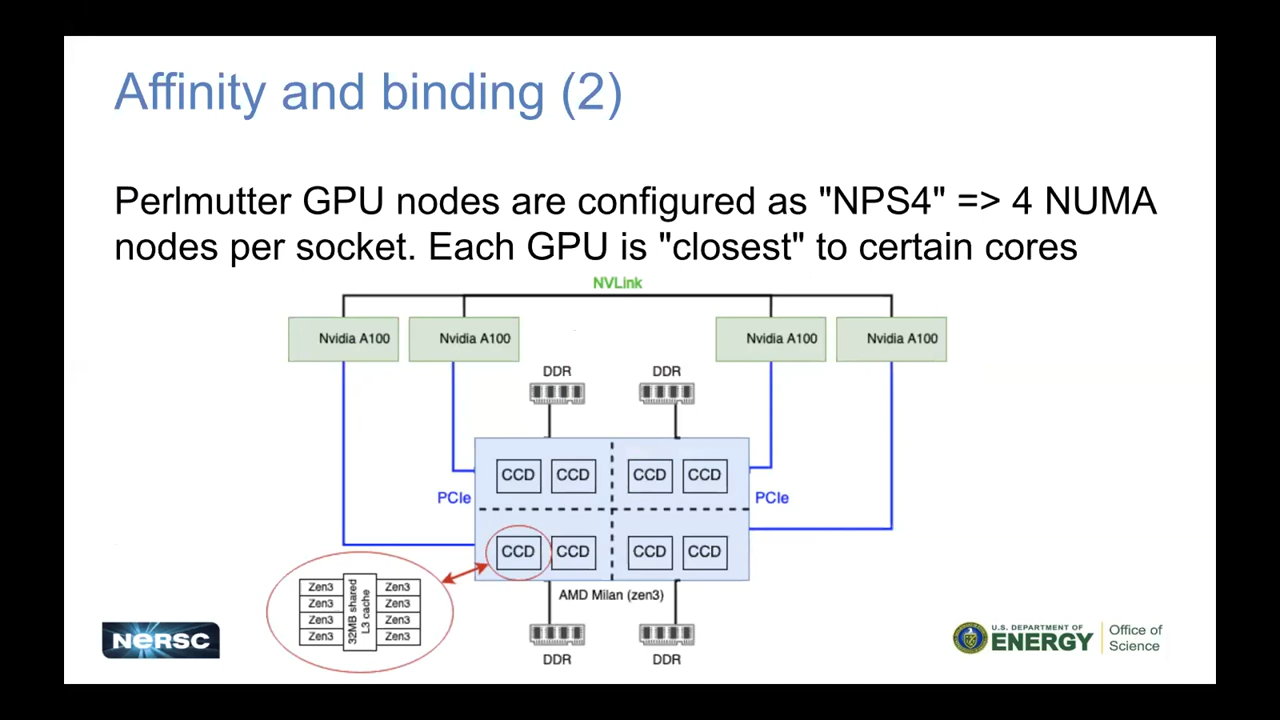 Affinity and binding (2)
Perlmutter GPU nodes are configured as "NPS4" => 4 NUMA
nodes per socket. Each GPU is "closest" to certain cores
NVLink
Nvidia A100
Nvidia A100
Nvidia A100
Nvidia A100
DDR
DDR
CCD
CCD
CCD
CCD
PCIe
PCIe
CCD
CCD
CCD
CCD
AMD Milan (zen3)
Zen3
Zen3
Zen3
Zen3
32MB shared
L3 cache
Zen3
Zen3
Zen3
Zen3
DDR
DDR
NERSC
U.S. DEPARTMENT OF
ENERGY
Office of
Science